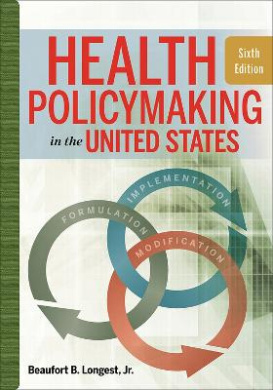 HEALTH
POLICYMAKING
in the UNITED STATES
Sixth
Edition
IMPLEMENTATION
FORMULATION
MODIFICATION
Beaufort B. Longest, Jr.